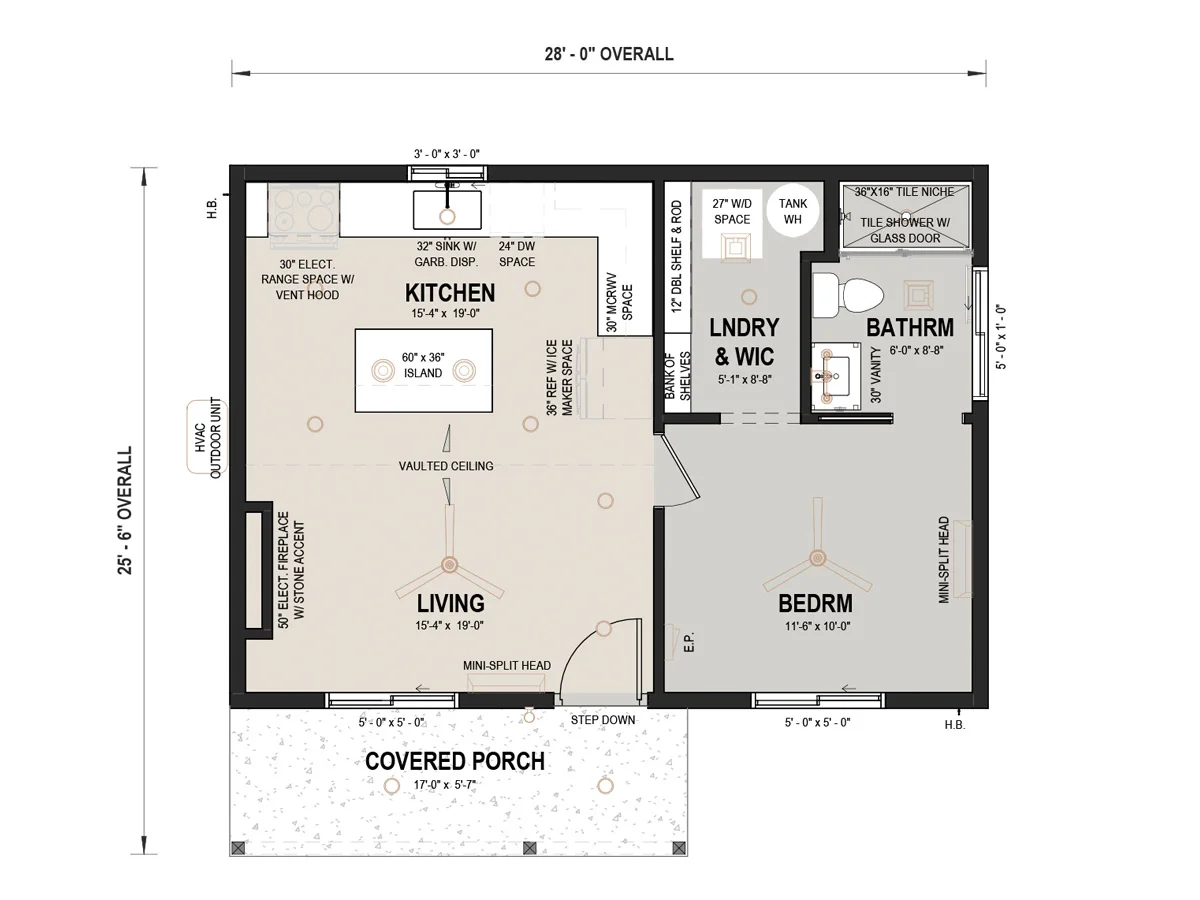 28' - 0" OVERALL
3' - 0" x 3' - 0"
H.B.
32" SINK W/
GARB. DISP.
24" DW
SPACE
30" ELECT.
RANGE SPACE W/
VENT HOOD
KITCHEN
15'-4" x 19'-0"
30" MCRWV
SPACE
60" x 36"
ISLAND
36" REF W/ ICE
MAKER SPACE
12" DBL SHELF & ROD
BANK OF
SHELVES
27" W/D
SPACE
TANK
WH
LNDRY
& WIC
5'-1" x 8'-8"
36"X16" TILE NICHE
TILE SHOWER W/
GLASS DOOR
BATHRM
6'-0" x 8'-8"
30" VANITY
5' - 0" x 1' - 0"
HVAC
OUTDOOR UNIT
25' - 6" OVERALL
VAULTED CEILING
50" ELECT. FIREPLACE
W/ STONE ACCENT
LIVING
15'-4" x 19'-0"
MINI-SPLIT HEAD
BEDRM
11'-6" x 10'-0"
MINI-SPLIT HEAD
E.P.
5' - 0" x 5' - 0"
STEP DOWN
5' - 0" x 5' - 0"
H.B.
COVERED PORCH
17'-0" x 5'-7"